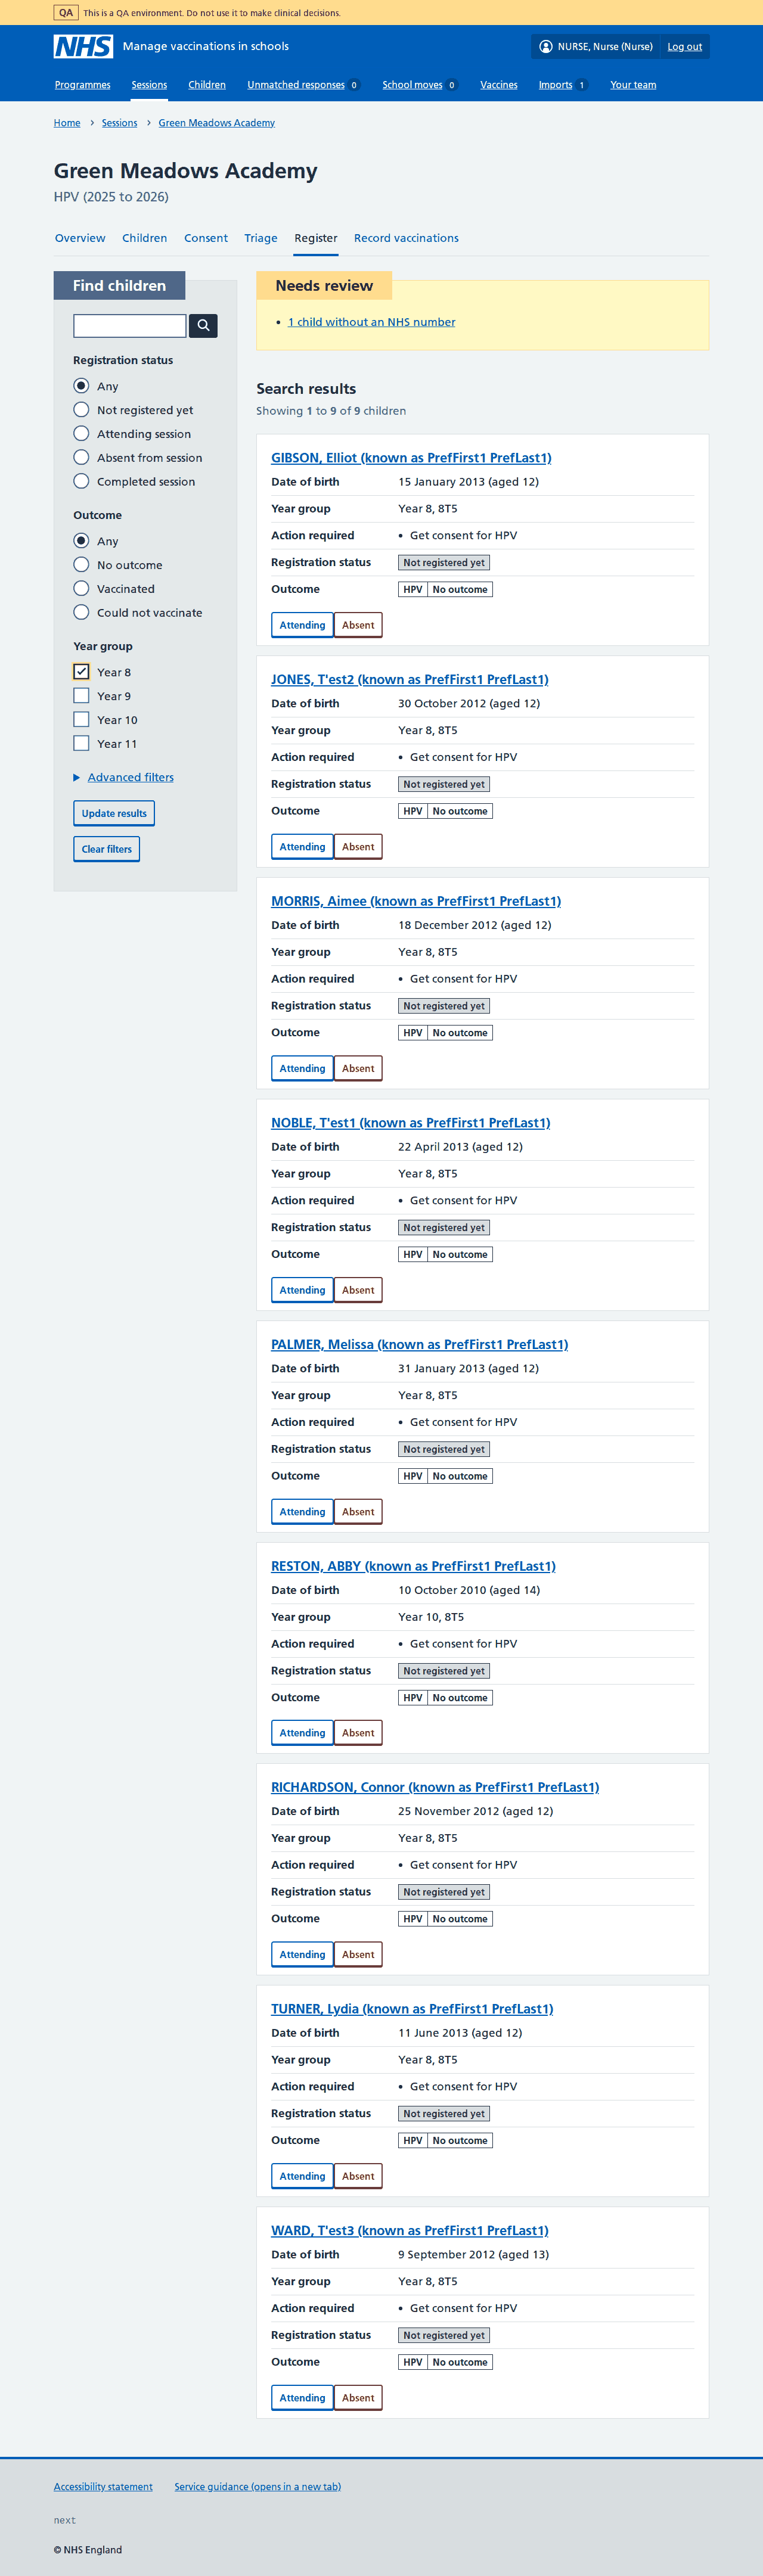 QA This is a QA environment. Do not use it to make clinical decisions.
NHS Manage vaccinations in schools NURSE, Nurse (Nurse) Log out
Programmes Sessions Children Unmatched responses 0 School moves 0 Vaccines Imports 1 Your team
Home › Sessions › Green Meadows Academy
Green Meadows Academy
HPV (2025 to 2026)
Overview Children Consent Triage Register Record vaccinations
Find children
Registration status
Any
Not registered yet
Attending session
Absent from session
Completed session
Outcome
Any
No outcome
Vaccinated
Could not vaccinate
Year group
Year 8
Year 9
Year 10
Year 11
Advanced filters
Update results
Clear filters
Needs review
• 1 child without an NHS number
Search results
Showing 1 to 9 of 9 children
GIBSON, Elliot (known as PrefFirst1 PrefLast1)
Date of birth 15 January 2013 (aged 12)
Year group Year 8, 8T5
Action required • Get consent for HPV
Registration status Not registered yet
Outcome HPV No outcome
Attending Absent
JONES, T'est2 (known as PrefFirst1 PrefLast1)
Date of birth 30 October 2012 (aged 12)
Year group Year 8, 8T5
Action required • Get consent for HPV
Registration status Not registered yet
Outcome HPV No outcome
Attending Absent
MORRIS, Aimee (known as PrefFirst1 PrefLast1)
Date of birth 18 December 2012 (aged 12)
Year group Year 8, 8T5
Action required • Get consent for HPV
Registration status Not registered yet
Outcome HPV No outcome
Attending Absent
NOBLE, T'est1 (known as PrefFirst1 PrefLast1)
Date of birth 22 April 2013 (aged 12)
Year group Year 8, 8T5
Action required • Get consent for HPV
Registration status Not registered yet
Outcome HPV No outcome
Attending Absent
PALMER, Melissa (known as PrefFirst1 PrefLast1)
Date of birth 31 January 2013 (aged 12)
Year group Year 8, 8T5
Action required • Get consent for HPV
Registration status Not registered yet
Outcome HPV No outcome
Attending Absent
RESTON, ABBY (known as PrefFirst1 PrefLast1)
Date of birth 10 October 2010 (aged 14)
Year group Year 10, 8T5
Action required • Get consent for HPV
Registration status Not registered yet
Outcome HPV No outcome
Attending Absent
RICHARDSON, Connor (known as PrefFirst1 PrefLast1)
Date of birth 25 November 2012 (aged 12)
Year group Year 8, 8T5
Action required • Get consent for HPV
Registration status Not registered yet
Outcome HPV No outcome
Attending Absent
TURNER, Lydia (known as PrefFirst1 PrefLast1)
Date of birth 11 June 2013 (aged 12)
Year group Year 8, 8T5
Action required • Get consent for HPV
Registration status Not registered yet
Outcome HPV No outcome
Attending Absent
WARD, T'est3 (known as PrefFirst1 PrefLast1)
Date of birth 9 September 2012 (aged 13)
Year group Year 8, 8T5
Action required • Get consent for HPV
Registration status Not registered yet
Outcome HPV No outcome
Attending Absent
Accessibility statement Service guidance (opens in a new tab)
next
© NHS England